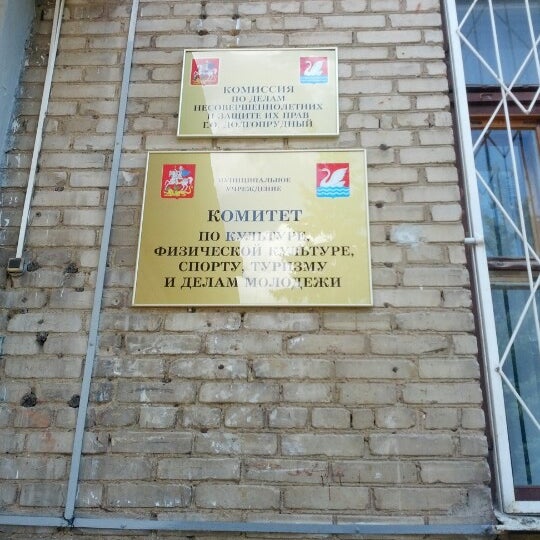 КОМИССИЯ
ПО ДЕЛАМ
НЕСОВЕРШЕННОЛЕТНИХ
И ЗАЩИТЕ ИХ ПРАВ
Г.О. ДОЛГОПРУДНЫЙ
МУНИЦИПАЛЬНОЕ
УЧРЕЖДЕНИЕ
КОМИТЕТ
ПО КУЛЬТУРЕ,
ФИЗИЧЕСКОЙ КУЛЬТУРЕ,
СПОРТУ, ТУРИЗМУ
И ДЕЛАМ МОЛОДЕЖИ